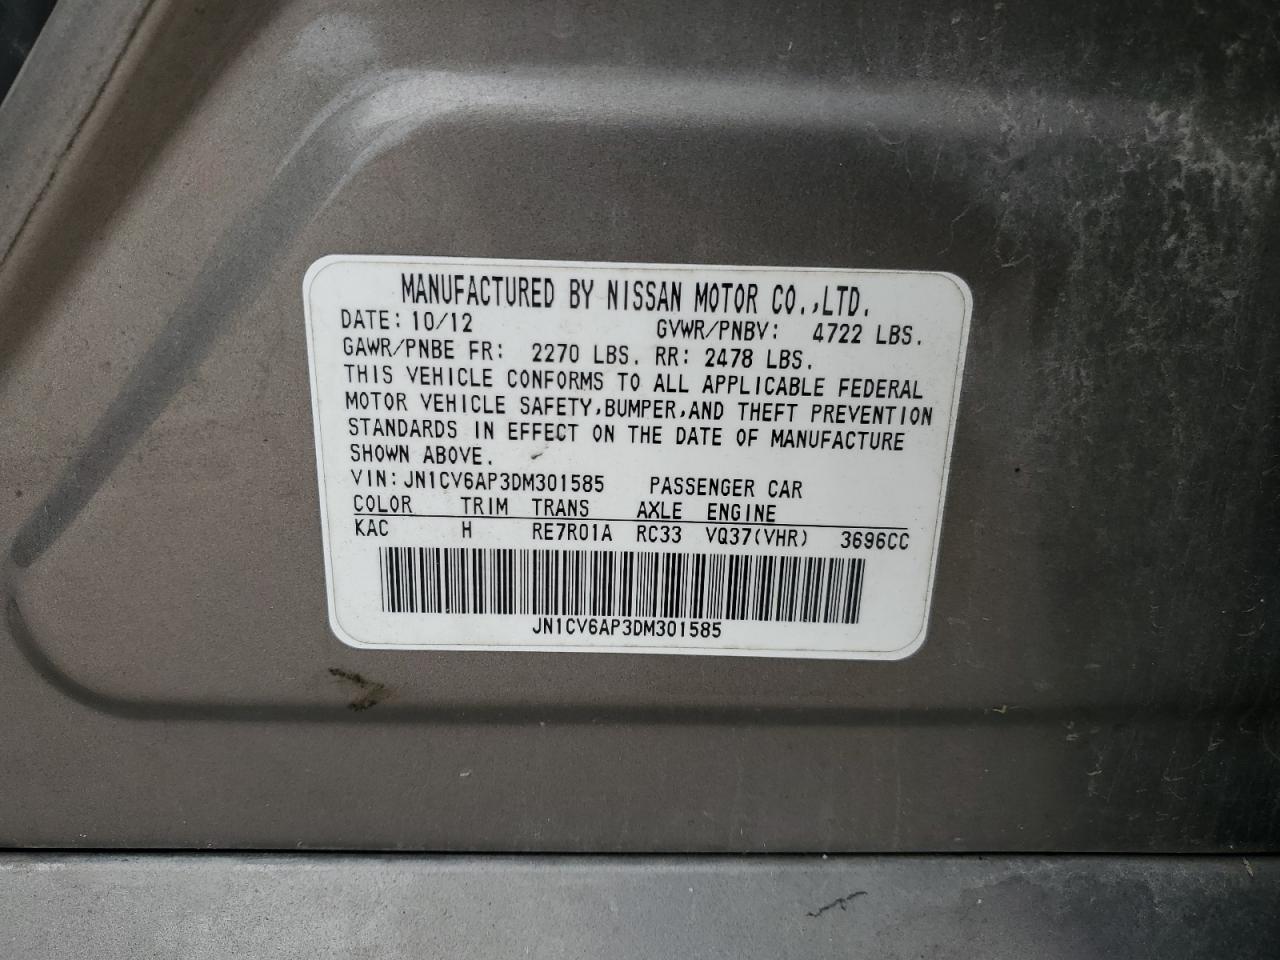 MANUFACTURED BY NISSAN MOTOR CO.,LTD.
DATE: 10/12 GVWR/PNBV: 4722 LBS.
GAWR/PNBE FR: 2270 LBS. RR: 2478 LBS.
THIS VEHICLE CONFORMS TO ALL APPLICABLE FEDERAL
MOTOR VEHICLE SAFETY,BUMPER,AND THEFT PREVENTION
STANDARDS IN EFFECT ON THE DATE OF MANUFACTURE
SHOWN ABOVE.
VIN:JN1CV6AP3DM301585 PASSENGER CAR
COLOR TRIM TRANS AXLE ENGINE
KAC H RE7R01A RC33 VQ37(VHR) 3696CC
JN1CV6AP3DM301585